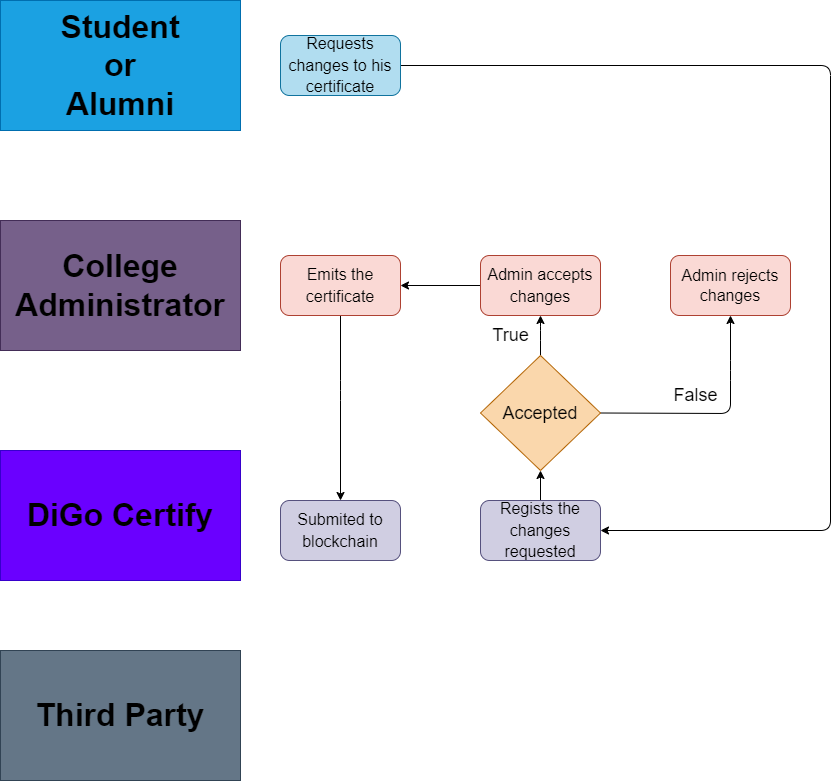 Student
or
Alumni
Requests
changes to his
certificate
College
Administrator
Emits the
certificate
Admin accepts
changes
Admin rejects
changes
True
False
Accepted
DiGo Certify
Submited to
blockchain
Regists the
changes
requested
Third Party